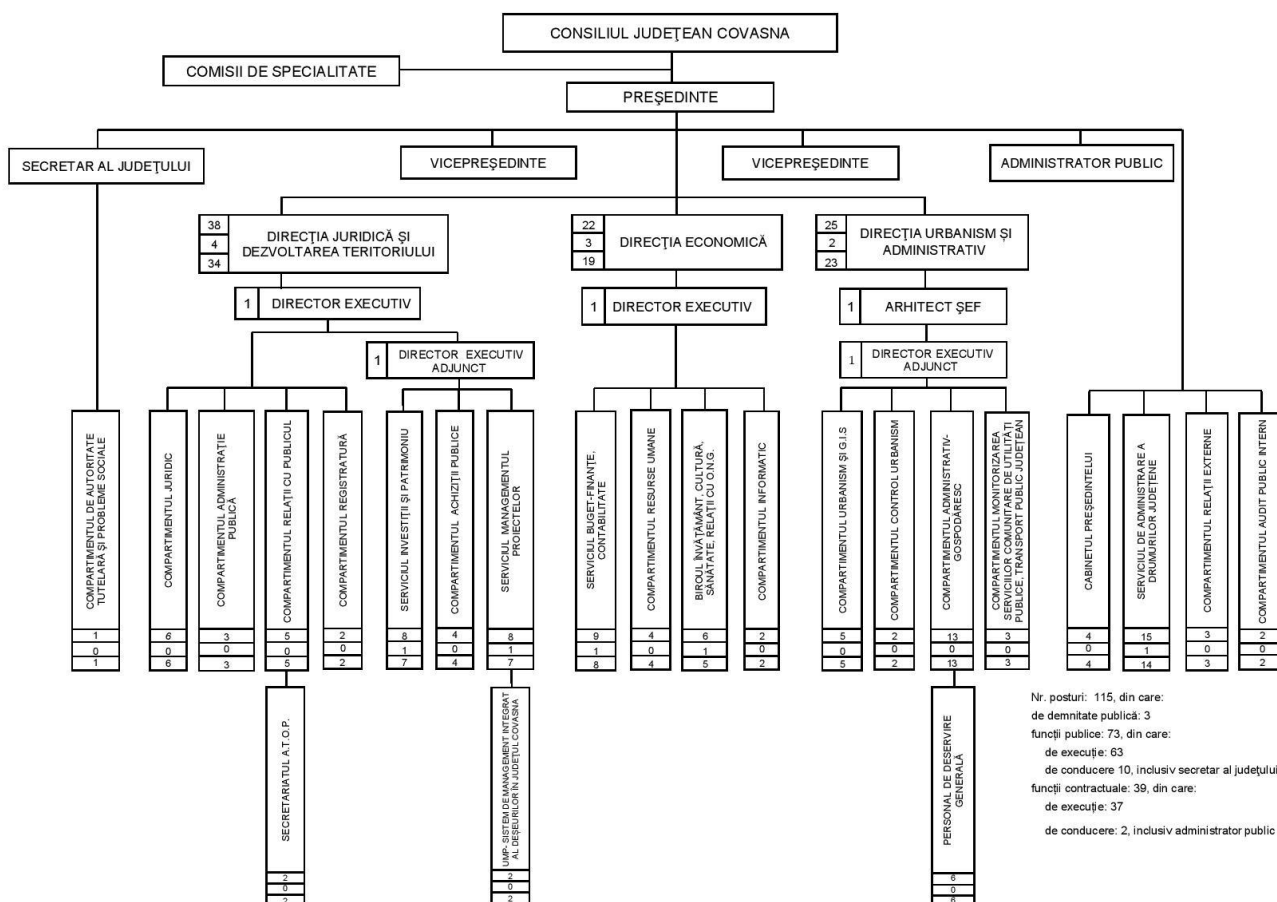 CONSILIUL JUDEŢEAN COVASNA
COMISII DE SPECIALITATE
PREŞEDINTE
SECRETAR AL JUDEŢULUI
VICEPREŞEDINTE
VICEPREŞEDINTE
ADMINISTRATOR PUBLIC
38
4
34
DIRECŢIA JURIDICĂ ŞI
DEZVOLTAREA TERITORIULUI
22
3
19
DIRECŢIA ECONOMICĂ
25
2
23
DIRECŢIA URBANISM ȘI
ADMINISTRATIV
1
DIRECTOR EXECUTIV
1
DIRECTOR EXECUTIV
1
ARHITECT ŞEF
1
DIRECTOR EXECUTIV
ADJUNCT
1
DIRECTOR EXECUTIV
ADJUNCT
COMPARTIMENTUL DE AUTORITATE
TUTELARĂ ŞI PROBLEME SOCIALE
1
0
1
COMPARTIMENTUL JURIDIC
6
0
6
COMPARTIMENTUL ADMINISTRAŢIE
PUBLICĂ
3
0
3
COMPARTIMENTUL RELAŢII CU PUBLICUL
5
0
5
COMPARTIMENTUL REGISTRATURĂ
2
0
2
SERVICIUL INVESTIŢII ŞI PATRIMONIU
8
1
7
COMPARTIMENTUL ACHIZIŢII PUBLICE
4
0
4
SERVICIUL MANAGEMENTUL
PROIECTELOR
8
1
7
SERVICIUL BUGET-FINANŢE,
CONTABILITATE
9
1
8
COMPARTIMENTUL RESURSE UMANE
4
0
4
BIROUL ÎNVĂŢĂMÂNT, CULTURĂ,
SĂNĂTATE, RELAŢII CU O.N.G.
6
1
5
COMPARTIMENTUL INFORMATIC
2
0
2
COMPARTIMENTUL URBANISM ŞI G.I.S
5
0
5
COMPARTIMENTUL CONTROL URBANISM
2
0
2
COMPARTIMENTUL ADMINISTRATIV-
GOSPODĂRESC
13
0
13
COMPARTIMENTUL MONITORIZAREA
SERVICIILOR COMUNITARE DE UTILITĂŢI
PUBLICE, TRANSPORT PUBLIC JUDEŢEAN
3
0
3
CABINETUL PREŞEDINTELUI
4
0
4
SERVICIUL DE ADMINISTRARE A
DRUMURILOR JUDEŢENE
15
1
14
COMPARTIMENTUL RELAŢII EXTERNE
3
0
3
COMPARTIMENTUL AUDIT PUBLIC INTERN
2
0
2
SECRETARIATUL A.T.O.P.
2
0
2
UMP- SISTEM DE MANAGEMENT INTEGRAT
AL DEŞEURILOR ÎN JUDEŢUL COVASNA
2
0
2
PERSONAL DE DESERVIRE
GENERALĂ
6
0
6
Nr. posturi: 115, din care:
de demnitate publică: 3
funcții publice: 73, din care:
de execuție: 63
de conducere 10, inclusiv secretar al județului
funcții contractuale: 39, din care:
de execuție: 37
de conducere: 2, inclusiv administrator public